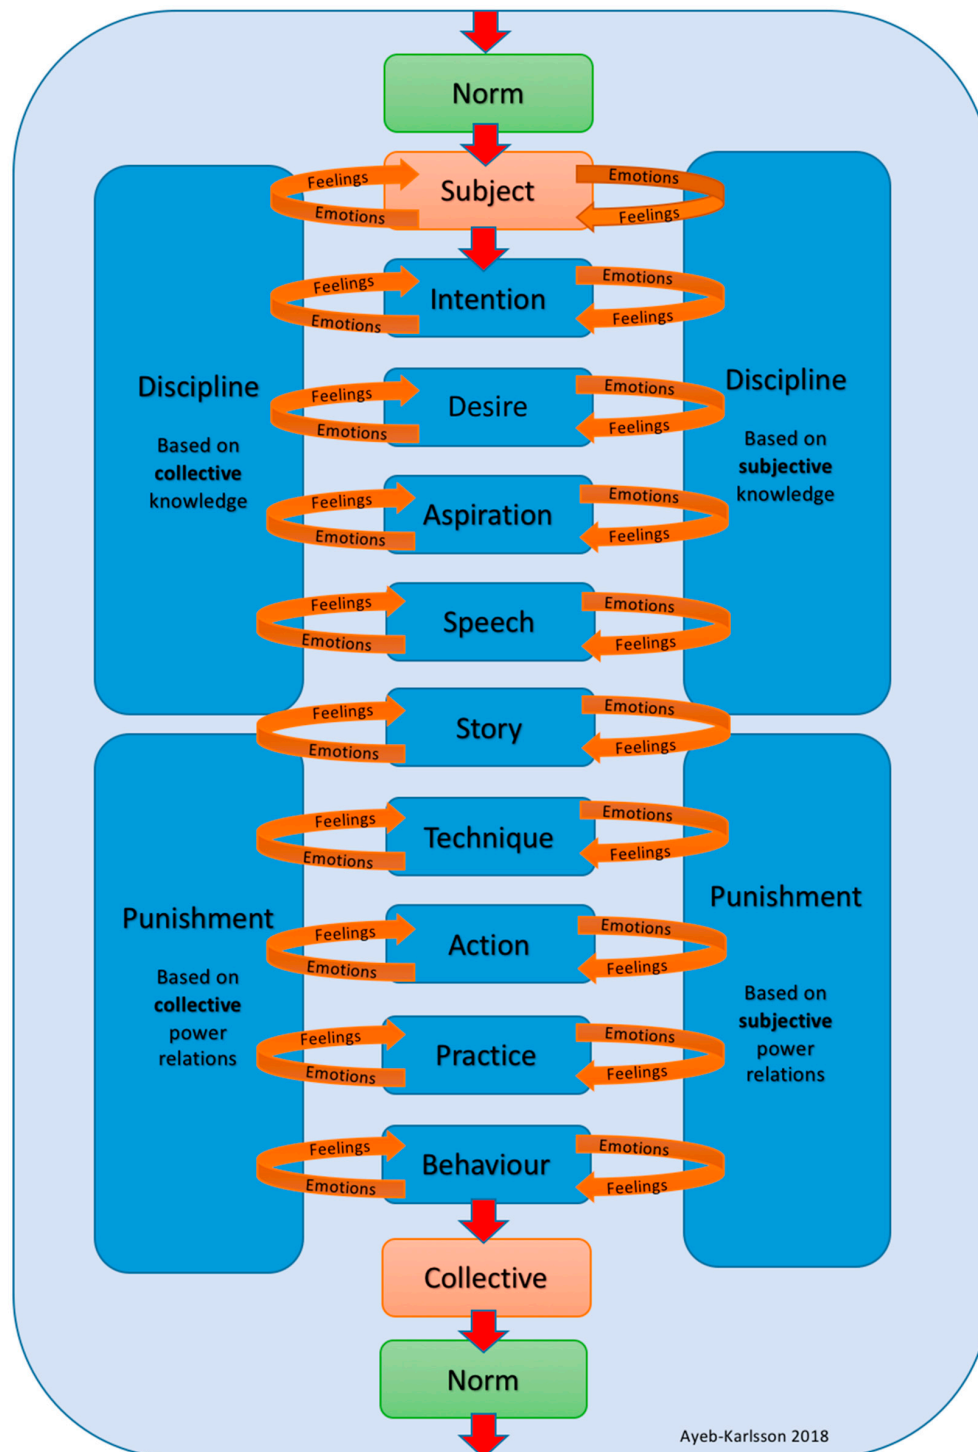 Norm
Subject
Feelings
Emotions
Emotions
Feelings
Intention
Feelings
Emotions
Emotions
Feelings
Discipline
Based on
collective
knowledge
Discipline
Based on
subjective
knowledge
Desire
Feelings
Emotions
Emotions
Feelings
Aspiration
Feelings
Emotions
Emotions
Feelings
Speech
Feelings
Emotions
Emotions
Feelings
Story
Feelings
Emotions
Emotions
Feelings
Technique
Feelings
Emotions
Emotions
Feelings
Punishment
Based on
collective
power
relations
Punishment
Based on
subjective
power
relations
Action
Feelings
Emotions
Emotions
Feelings
Practice
Feelings
Emotions
Emotions
Feelings
Behaviour
Feelings
Emotions
Emotions
Feelings
Collective
Norm
Ayeb-Karlsson 2018